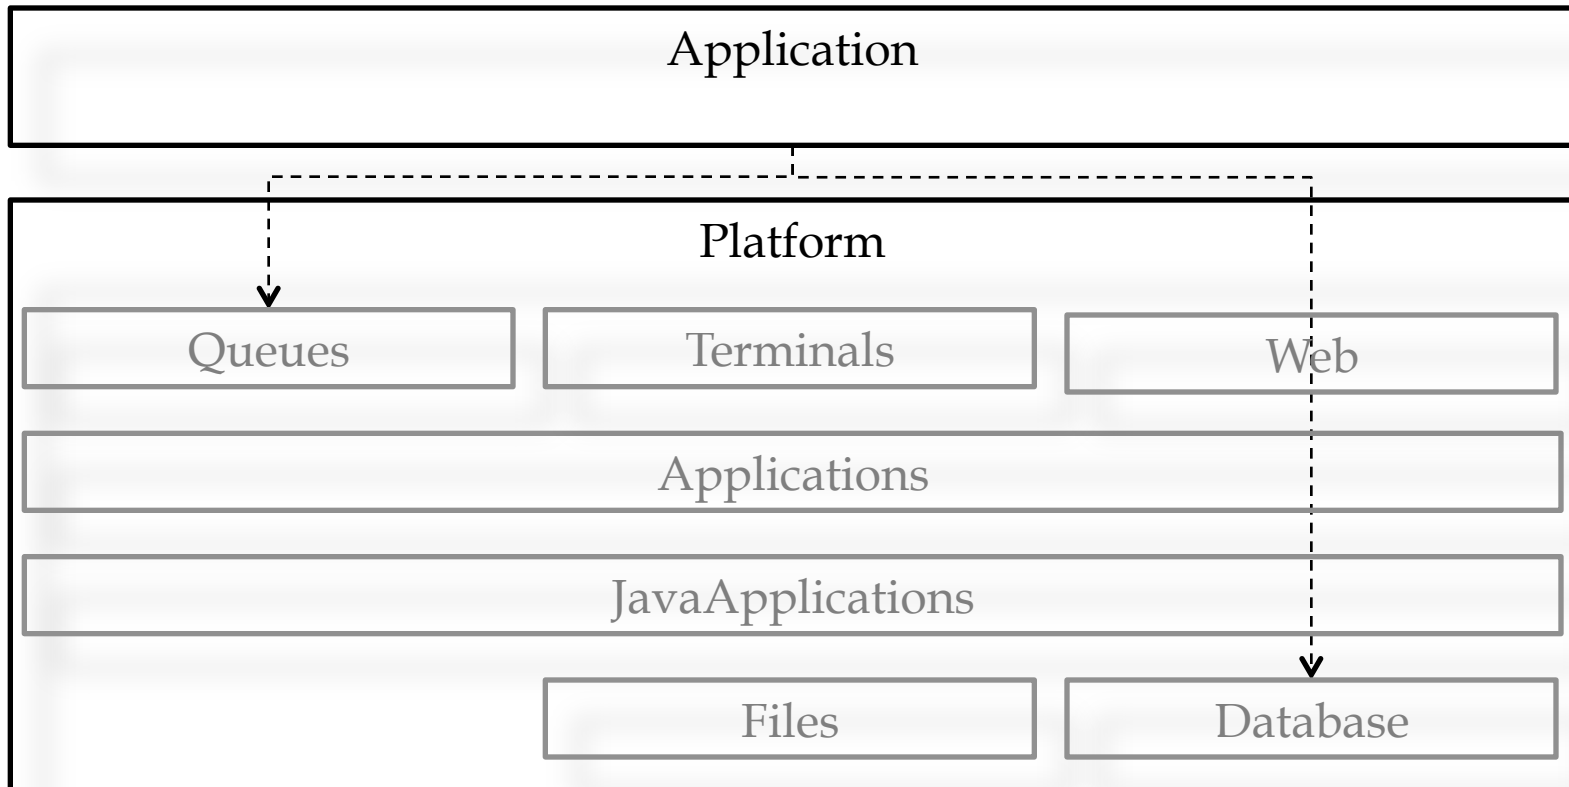 Application
Platform
Queues
Terminals
Web
Applications
JavaApplications
Files
Database